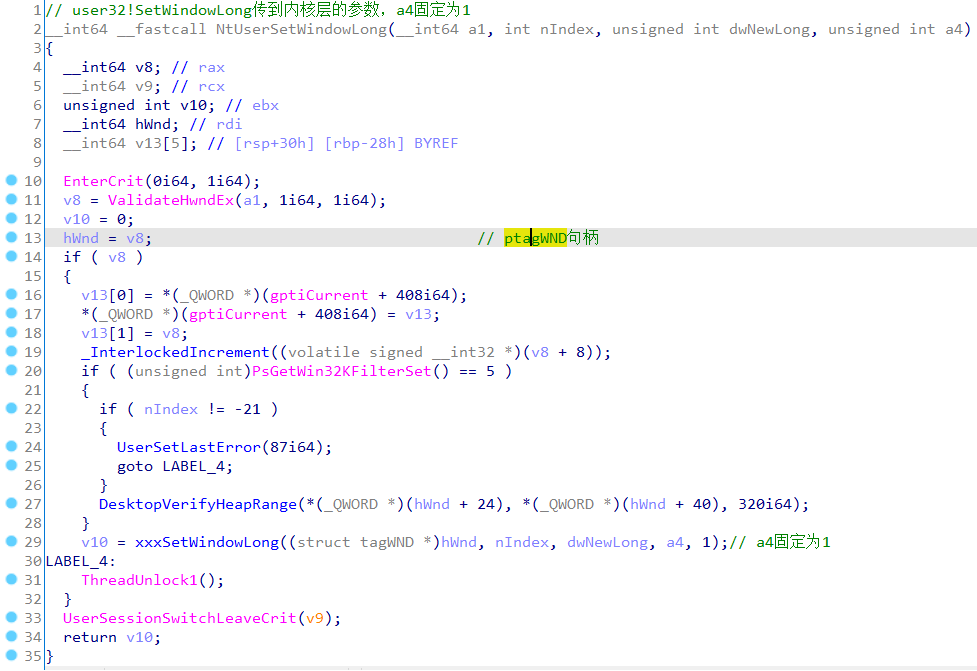 1 // user32!SetWindowLong传到内核层的参数，a4固定为1
2 __int64 __fastcall NtUserSetWindowLong(__int64 a1, int nIndex, unsigned int dwNewLong, unsigned int a4)
3 {
4   __int64 v8; // rax
5   __int64 v9; // rcx
6   unsigned int v10; // ebx
7   __int64 hWnd; // rdi
8   __int64 v13[5]; // [rsp+30h] [rbp-28h] BYREF
9
10   EnterCrit(0i64, 1i64);
11   v8 = ValidateHwndEx(a1, 1i64, 1i64);
12   v10 = 0;
13   hWnd = v8; // ptagWND句柄
14   if ( v8 )
15   {
16     v13[0] = *(_QWORD *)(gptiCurrent + 408i64);
17     *(_QWORD *)(gptiCurrent + 408i64) = v13;
18     v13[1] = v8;
19     _InterlockedIncrement((volatile signed __int32 *)(v8 + 8));
20     if ( (unsigned int)PsGetWin32KFilterSet() == 5 )
21     {
22       if ( nIndex != -21 )
23       {
24         UserSetLastError(87i64);
25         goto LABEL_4;
26       }
27       DesktopVerifyHeapRange(*(_QWORD *)(hWnd + 24), *(_QWORD *)(hWnd + 40), 320i64);
28     }
29     v10 = xxxSetWindowLong((struct tagWND *)hWnd, nIndex, dwNewLong, a4, 1);// a4固定为1
30 LABEL_4:
31     ThreadUnlock1();
32   }
33   UserSessionSwitchLeaveCrit(v9);
34   return v10;
35 }